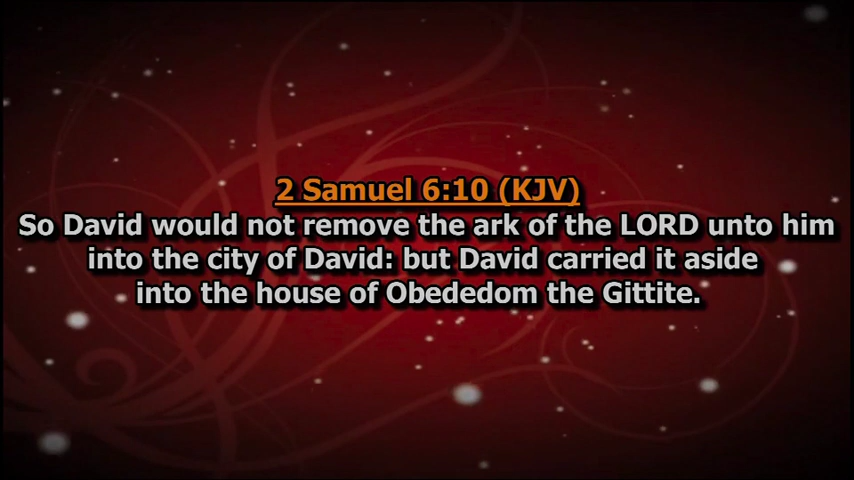 2 Samuel 6:10 (KJV)
So David would not remove the ark of the LORD unto him
into the city of David: but David carried it aside
into the house of Obededom the Gittite.